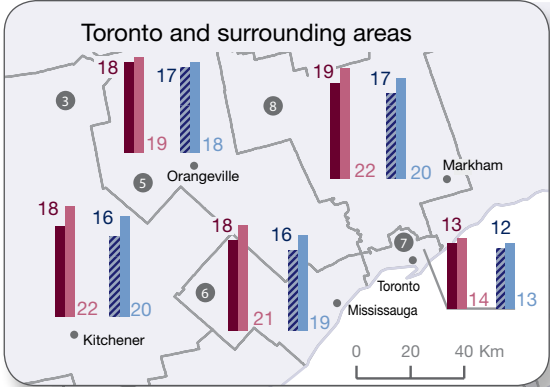 Toronto and surrounding areas
18
17
19 18
3
5
Orangeville
19
17
22 20
8
Markham
18
16
22 20
Kitchener
18
16
21 19
6
Mississauga
7
Toronto
13
12
14 13
0 20 40 Km